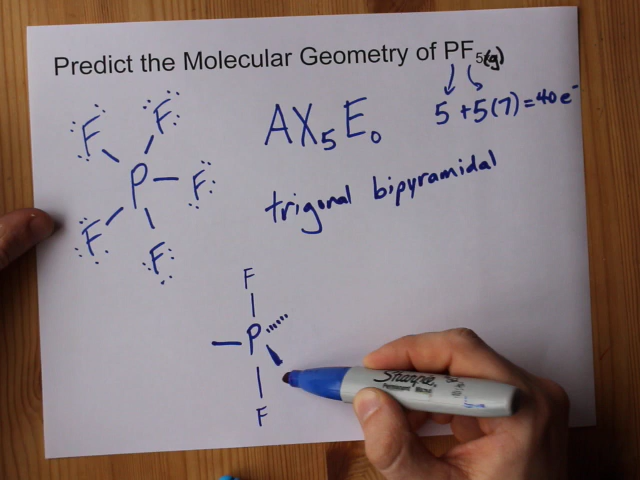 Predict the Molecular Geometry of PF5(g)
5 + 5(7) = 40 e-
AX5E0
trigonal bipyramidal
F F
P F
F F
F
P
F
Sharpie